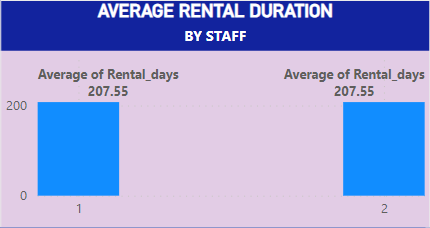 AVERAGE RENTAL DURATION
BY STAFF
Average of Rental_days
207.55
Average of Rental_days
207.55
200
0
1
2